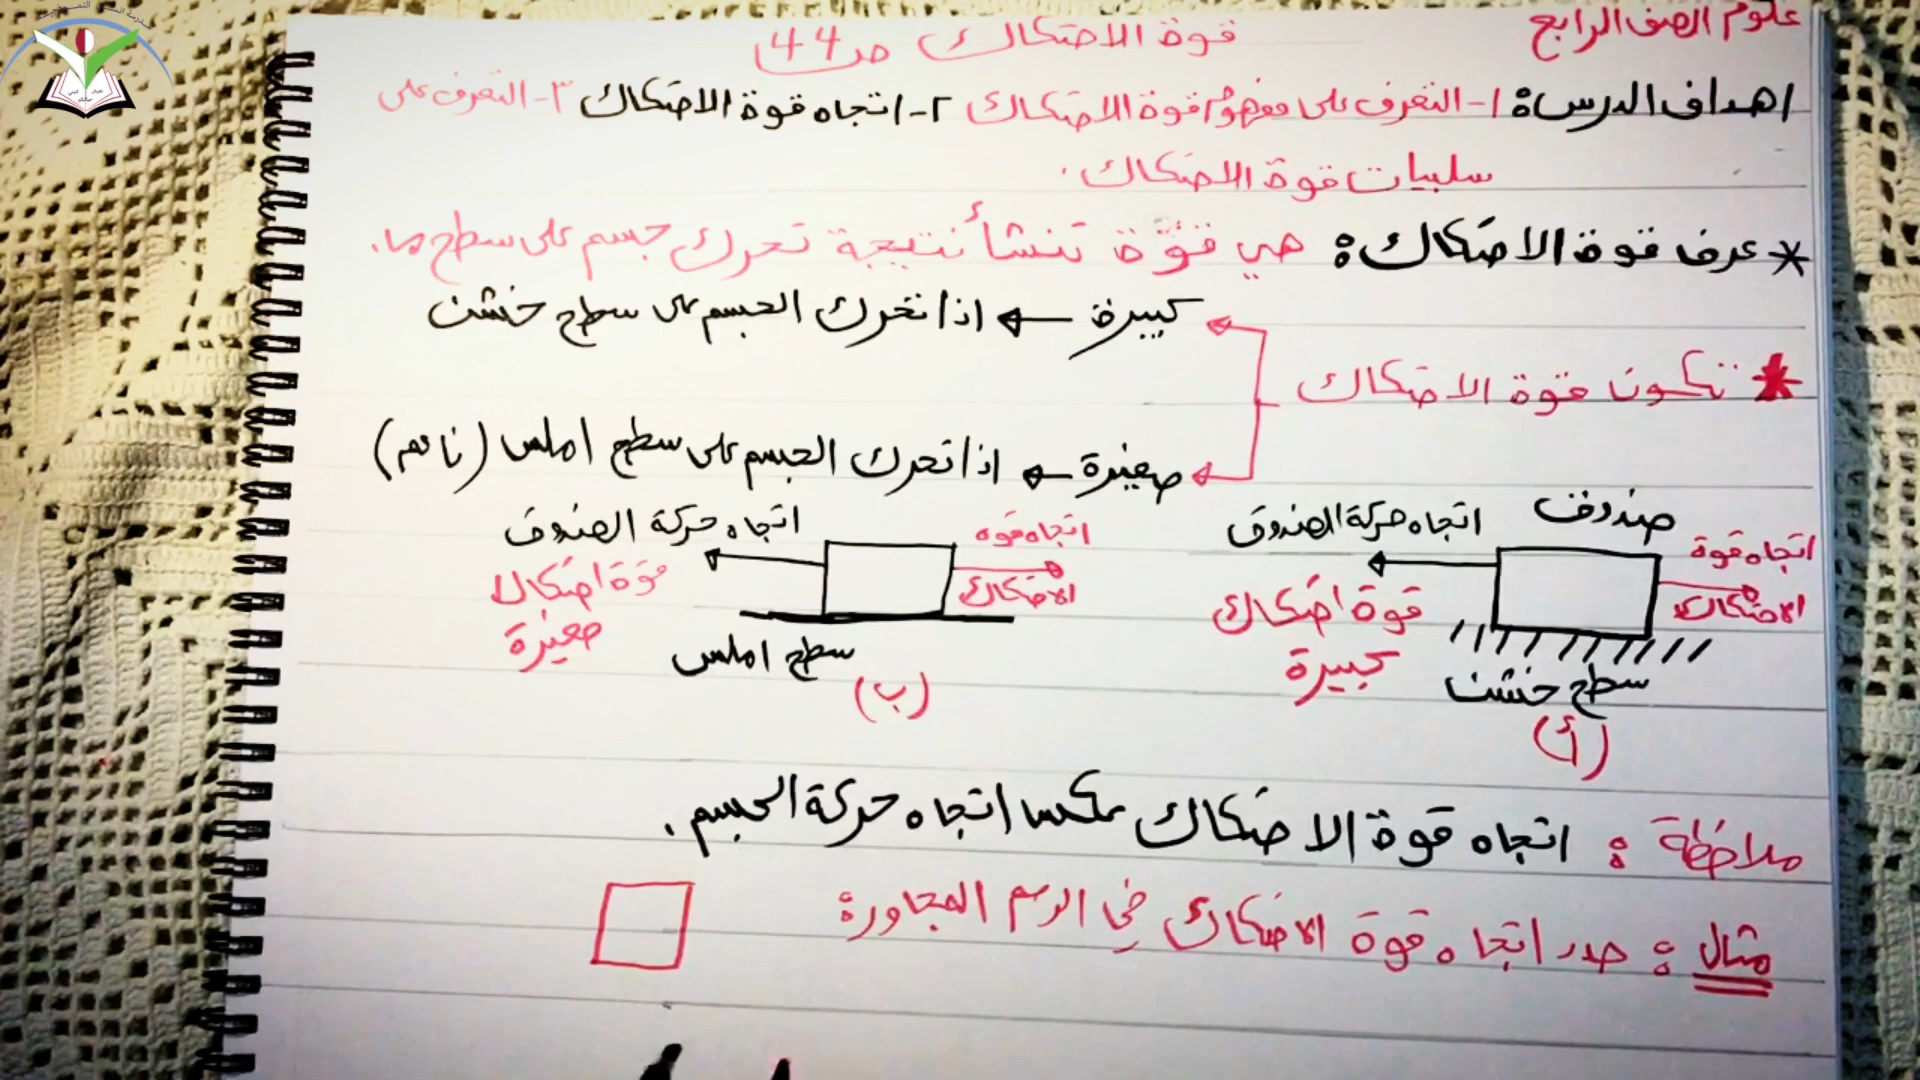 علوم الصف الرابع
قوة الاحتكاك ص44
اهداف الدرس: ١- التعرف على مفهوم قوة الاحتكاك ٢- اتجاه قوة الاحتكاك ٣- التعرف على
سلبيات قوة الاحتكاك.
* عرف قوة الاحتكاك: هي قوة تنشأ نتيجة تحرك جسم على سطح ما.
كبيرة ← اذا تحرك الجسم على سطح خشن
* تكون قوة الاحتكاك
صغيرة ← اذا تحرك الجسم على سطح املس (ناعم)
صندوق
اتجاه حركة الصندوق
اتجاه قوة
الاحتكاك
قوة احتكاك
كبيرة
سطح خشن
(أ)
اتجاه حركة الصندوق
اتجاه قوة
الاحتكاك
قوة احتكاك
صغيرة
سطح املس
(ب)
ملاحظة: اتجاه قوة الاحتكاك عكس اتجاه حركة الجسم.
مثال: حدد اتجاه قوة الاحتكاك في الرسم المجاور: